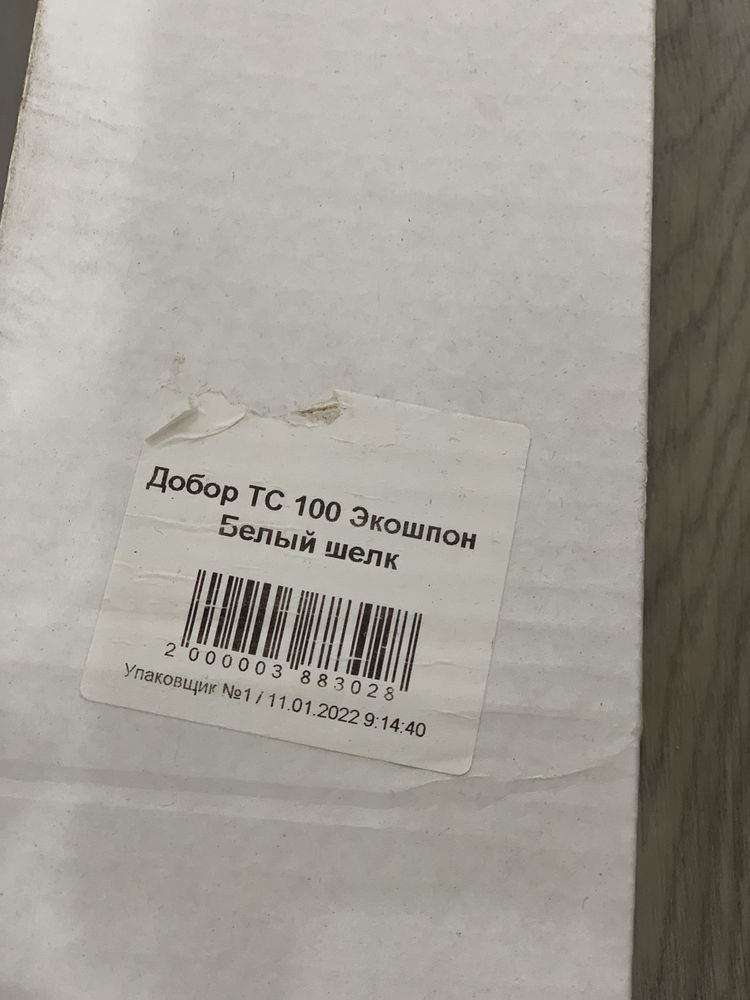 Добор ТС 100 Экошпон
Белый шелк
2 000003 883028
Упаковщик №1 / 11.01.2022 9:14:40